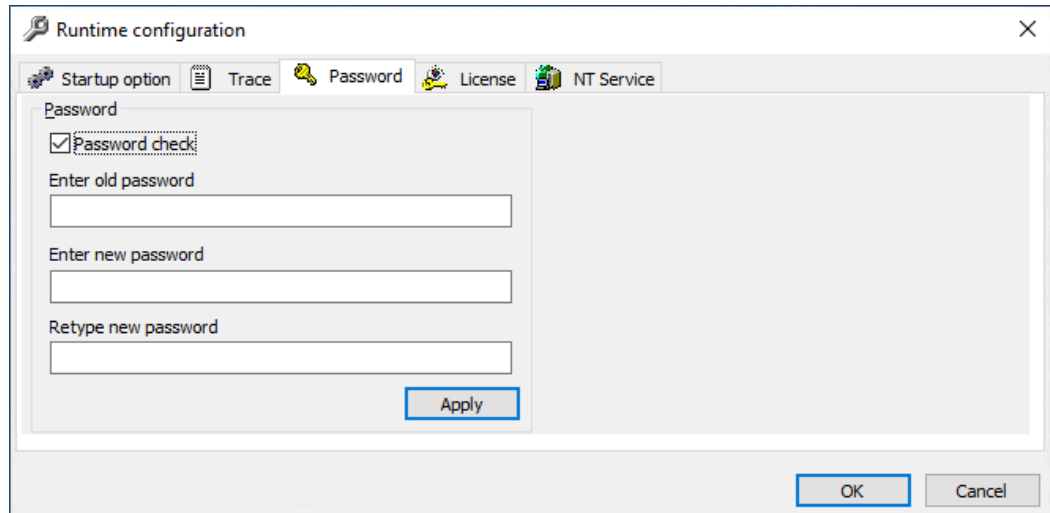 Runtime configuration
Startup option Trace Password License NT Service
Password
Password check
Enter old password
Enter new password
Retype new password
Apply
OK Cancel